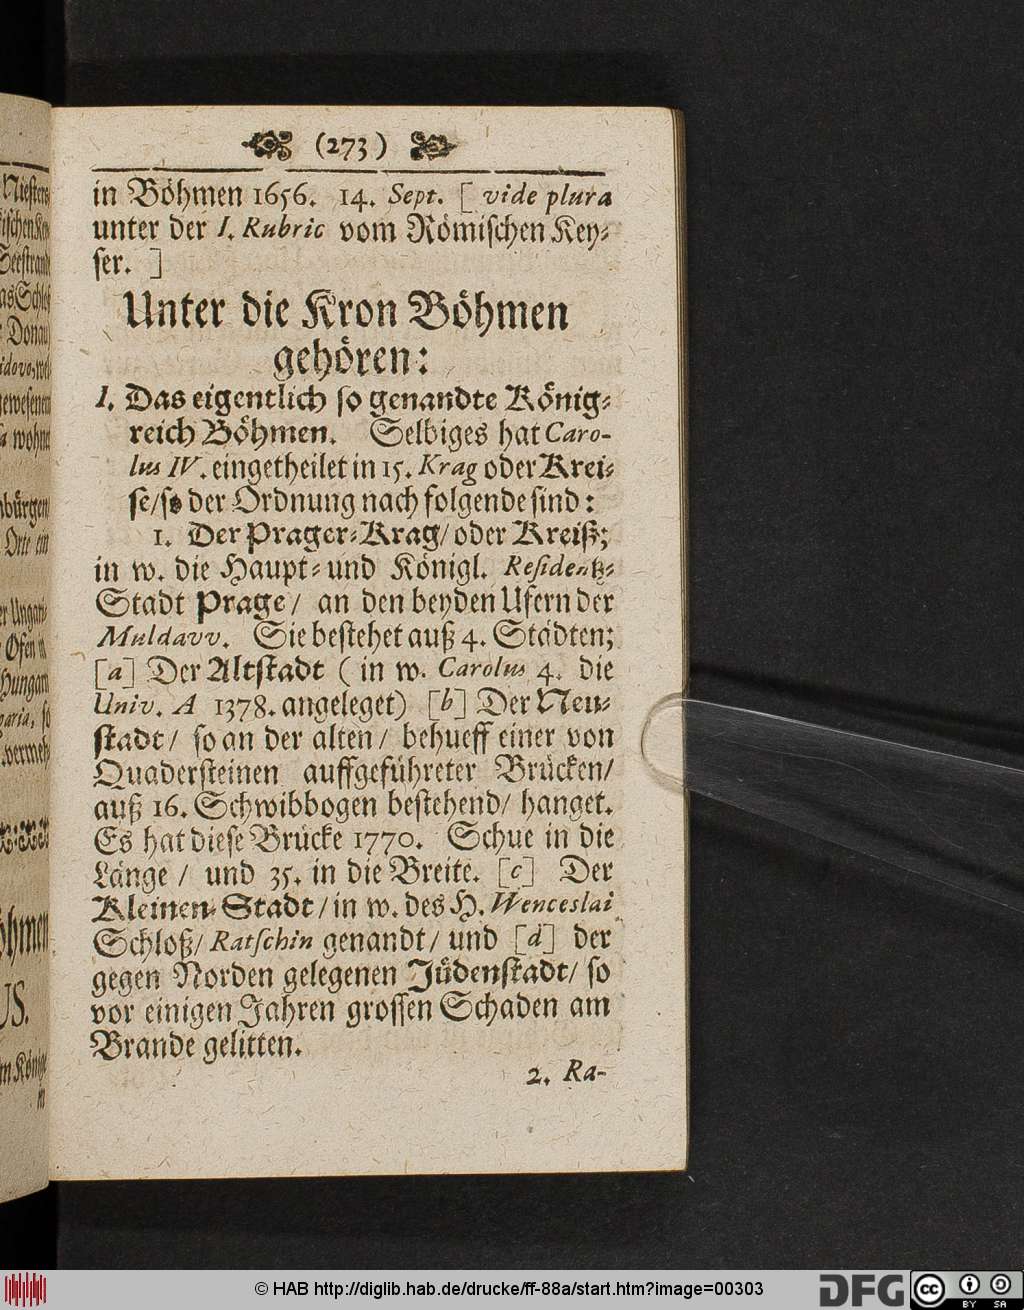 (273)
in Böhmen 1656. 14. Sept. [ vide plura
unter der I. Rubric vom Römischen Key⸗
ser. ]
Unter die Kron Böhmen
gehören:
I. Das eigentlich so genandte König⸗
reich Böhmen. Selbiges hat Caro-
lus IV. eingetheilet in 15. Krag oder Krei⸗
se/so der Ordnung nach folgende sind:
1. Der Prager⸗Krag/oder Kreiß;
in w. die Haupt⸗und Königl. Residentz⸗
Stadt Prage/ an den beyden Ufern der
Muldavv. Sie bestehet auß 4. Städten;
[a] Der Altstadt ( in w. Carolus 4. die
Univ. A 1378. angeleget) [b] Der Neu⸗
stadt/ so an der alten/ behueff einer von
Quadersteinen auffgeführeter Brücken/
auß 16. Schwibbogen bestehend/ hanget.
Es hat diese Brücke 1770. Schue in die
Länge / und 35. in die Breite. [c] Der
Kleinen⸗Stadt/in w. des H. Wenceslai
Schloß/ Ratschin genandt/ und [d] der
gegen Norden gelegenen Jüdenstadt/ so
vor einigen Jahren grossen Schaden am
Brande gelitten.
2. Ra-
© HAB http://diglib.hab.de/drucke/ff-88a/start.htm?image=00303
DFG
cc BY SA